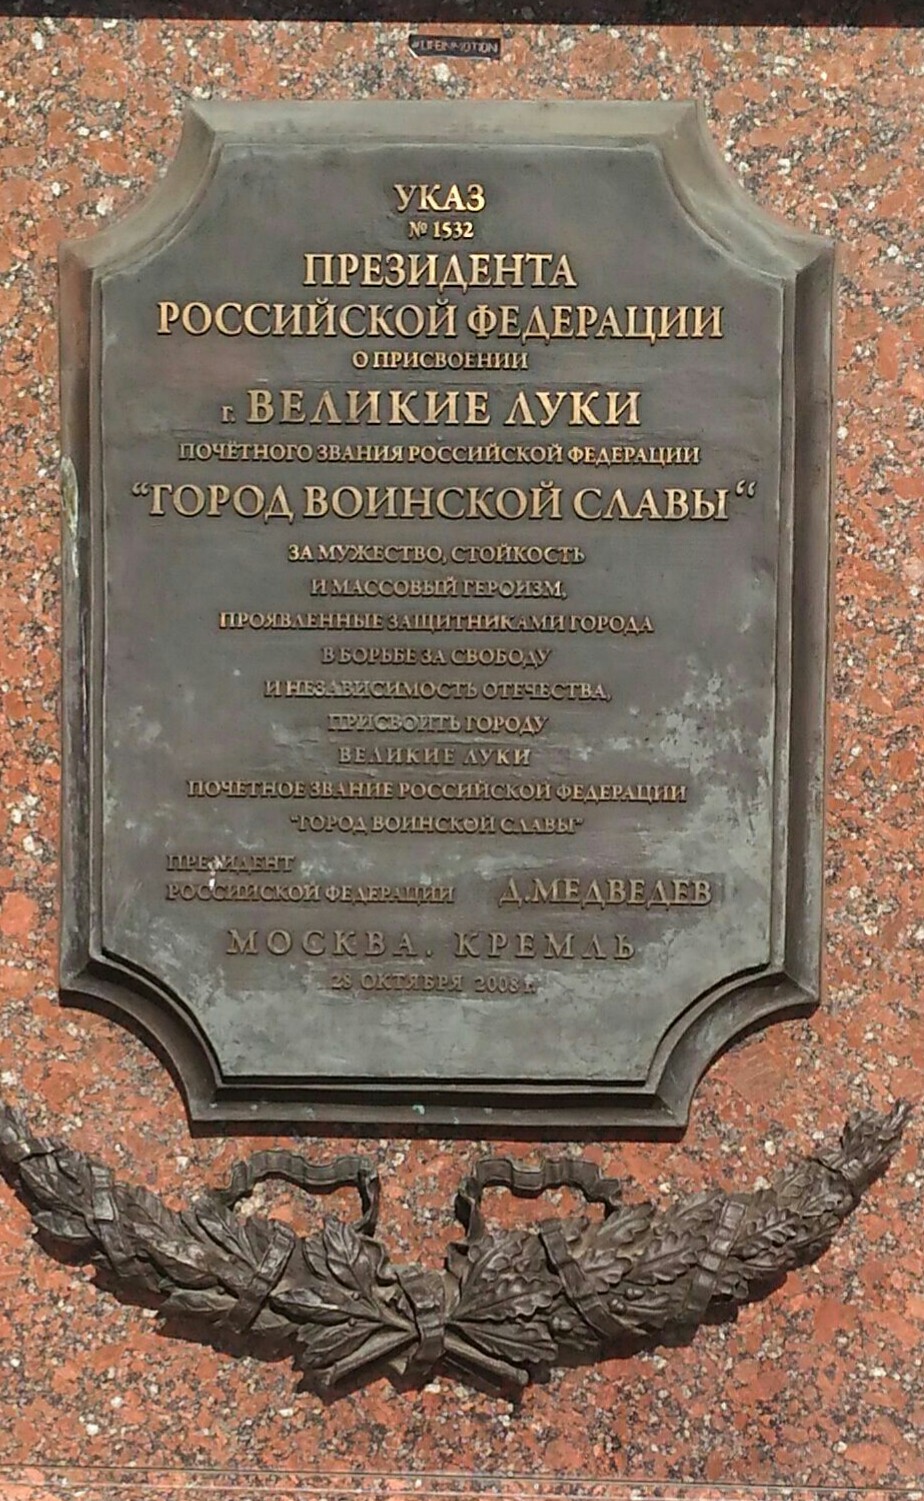 #LIFEINMOTION
УКАЗ
№ 1532
ПРЕЗИДЕНТА
РОССИЙСКОЙ ФЕДЕРАЦИИ
О ПРИСВОЕНИИ
г. ВЕЛИКИЕ ЛУКИ
ПОЧЁТНОГО ЗВАНИЯ РОССИЙСКОЙ ФЕДЕРАЦИИ
“ГОРОД ВОИНСКОЙ СЛАВЫ“
ЗА МУЖЕСТВО, СТОЙКОСТЬ
И МАССОВЫЙ ГЕРОИЗМ,
ПРОЯВЛЕННЫЕ ЗАЩИТНИКАМИ ГОРОДА
В БОРЬБЕ ЗА СВОБОДУ
И НЕЗАВИСИМОСТЬ ОТЕЧЕСТВА,
ПРИСВОИТЬ ГОРОДУ
ВЕЛИКИЕ ЛУКИ
ПОЧЕТНОЕ ЗВАНИЕ РОССИЙСКОЙ ФЕДЕРАЦИИ
"ГОРОД ВОИНСКОЙ СЛАВЫ"
ПРЕЗИДЕНТ
РОССИЙСКОЙ ФЕДЕРАЦИИ Д.МЕДВЕДЕВ
МОСКВА. КРЕМЛЬ
28 ОКТЯБРЯ 2008 г.